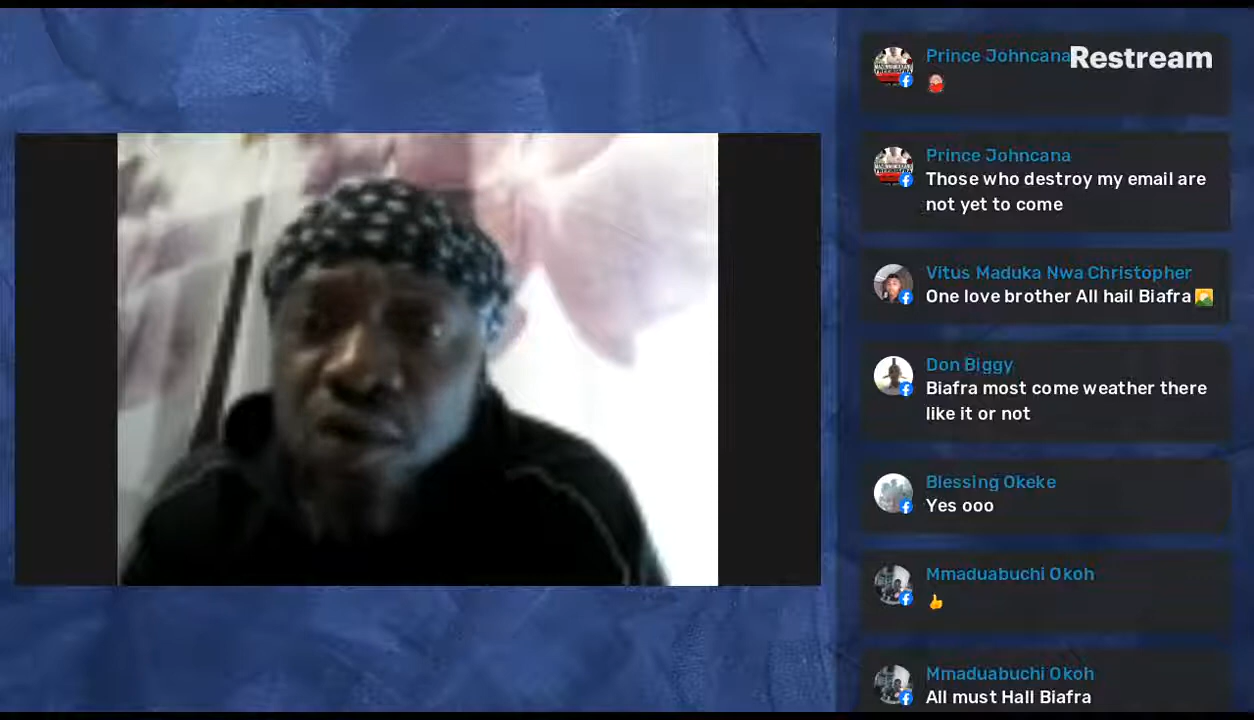 Prince Johncana
Restream
Prince Johncana
Those who destroy my email are
not yet to come
Vitus Maduka Nwa Christopher
One love brother All hail Biafra
Don Biggy
Biafra most come weather there
like it or not
Blessing Okeke
Yes ooo
Mmaduabuchi Okoh
Mmaduabuchi Okoh
All must Hall Biafra